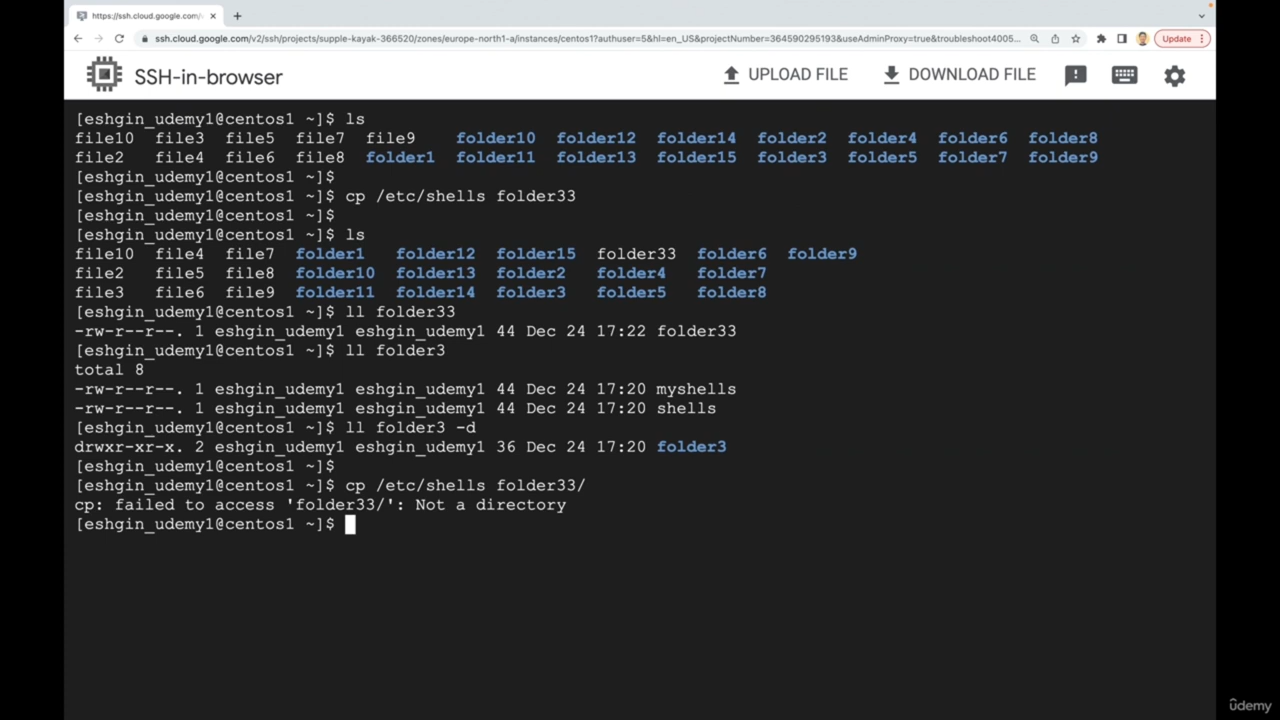 https://ssh.cloud.google.com/v
ssh.cloud.google.com/v2/ssh/projects/supple-kayak-366520/zones/europe-north1-a/instances/centos1?authuser=5&hl=en_US&projectNumber=364590295193&useAdminProxy=true&troubleshoot4005... Update
SSH-in-browser UPLOAD FILE DOWNLOAD FILE
[eshgin_udemy1@centos1 ~]$ ls
file10 file3 file5 file7 file9 folder10 folder12 folder14 folder2 folder4 folder6 folder8
file2 file4 file6 file8 folder1 folder11 folder13 folder15 folder3 folder5 folder7 folder9
[eshgin_udemy1@centos1 ~]$
[eshgin_udemy1@centos1 ~]$ cp /etc/shells folder33
[eshgin_udemy1@centos1 ~]$
[eshgin_udemy1@centos1 ~]$ ls
file10 file4 file7 folder1 folder12 folder15 folder33 folder6 folder9
file2 file5 file8 folder10 folder13 folder2 folder4 folder7
file3 file6 file9 folder11 folder14 folder3 folder5 folder8
[eshgin_udemy1@centos1 ~]$ ll folder33
-rw-r--r--. 1 eshgin_udemy1 eshgin_udemy1 44 Dec 24 17:22 folder33
[eshgin_udemy1@centos1 ~]$ ll folder3
total 8
-rw-r--r--. 1 eshgin_udemy1 eshgin_udemy1 44 Dec 24 17:20 myshells
-rw-r--r--. 1 eshgin_udemy1 eshgin_udemy1 44 Dec 24 17:20 shells
[eshgin_udemy1@centos1 ~]$ ll folder3 -d
drwxr-xr-x. 2 eshgin_udemy1 eshgin_udemy1 36 Dec 24 17:20 folder3
[eshgin_udemy1@centos1 ~]$
[eshgin_udemy1@centos1 ~]$ cp /etc/shells folder33/
cp: failed to access 'folder33/': Not a directory
[eshgin_udemy1@centos1 ~]$
ûdemy